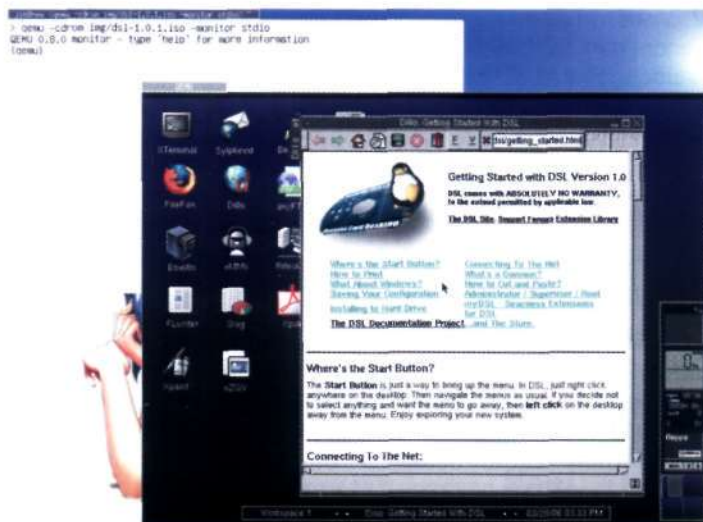 > qemu -cdrom img/dsl-1.0.1.iso -monitor stdio
QEMU 0.8.0 monitor - type 'help' for more information
(qemu)
XTerminal
Sylpheed
FireFox
Dillo
XMMS
Dillo: Getting Started With DSL
dsl/getting_started.html
Getting Started with DSL Version 1.0
DSL comes with ABSOLUTELY NO WARRANTY,
to the extend permitted by applicable law.
The DSL Site, Support Forums Extension Library
Where's the Start Button?
How to Print
What About Windows?
Saving Your Configuration
Installing to Hard Drive
The DSL Documentation Project
Connecting To The Net
What's a Gammon?
How to Cut and Paste?
Administrator / Supervisor / Root
myDSL - Seamless Extensions
for DSL
...and The Store.
Where's the Start Button?
The Start Button is just a way to bring up the menu. In DSL, just right click
anywhere on the desktop. Then navigate the menus as usual. If you decide not
to select anything and want the menu to go away, then left click on the desktop
away from the menu. Enjoy exploring your new system.
Connecting To The Net:
Workspace 1
Dillo: Getting Started With DSL